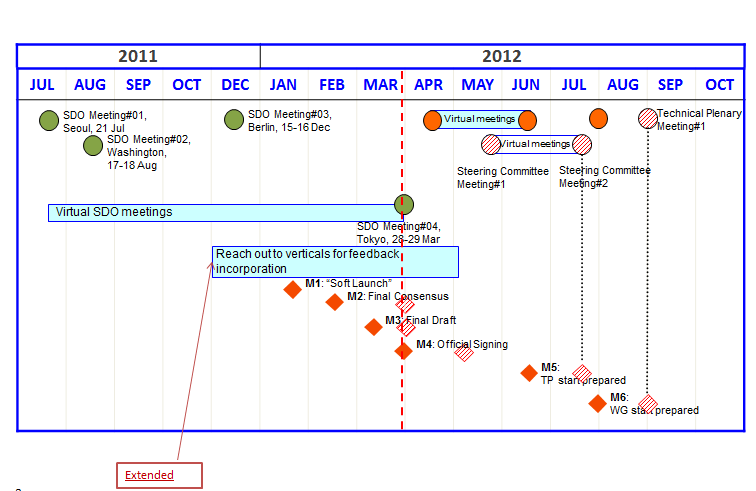 2011
2012
JUL AUG SEP OCT DEC JAN FEB MAR APR MAY JUN JUL AUG SEP OCT
SDO Meeting#01,
Seoul, 21 Jul
SDO Meeting#02,
Washington,
17-18 Aug
SDO Meeting#03,
Berlin, 15-16 Dec
Virtual meetings
Technical Plenary
Meeting#1
Virtual meetings
Steering Committee
Meeting#1
Steering Committee
Meeting#2
Virtual SDO meetings
SDO Meeting#04,
Tokyo, 28-29 Mar
Reach out to verticals for feedback
incorporation
M1: “Soft Launch”
M2: Final Consensus
M3: Final Draft
M4: Official Signing
M5:
TP start prepared
M6:
WG start prepared
Extended